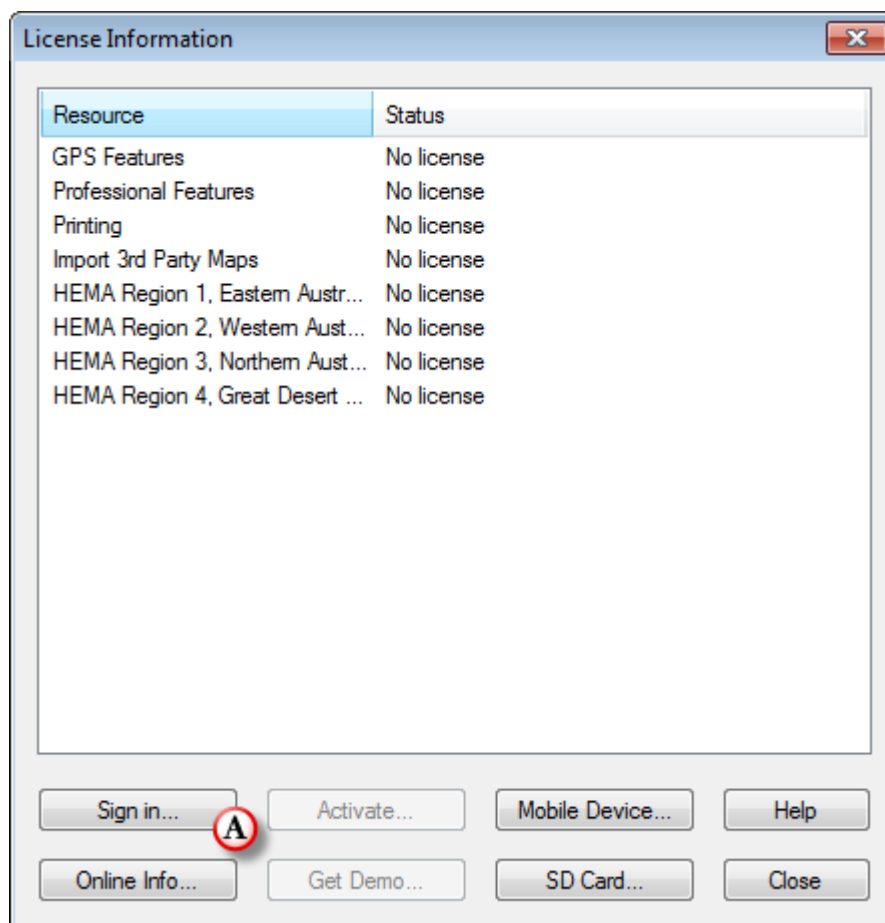 License Information
Resource Status
GPS Features No license
Professional Features No license
Printing No license
Import 3rd Party Maps No license
HEMA Region 1, Eastern Austr... No license
HEMA Region 2, Western Aust... No license
HEMA Region 3, Northern Aust... No license
HEMA Region 4, Great Desert ... No license
Sign in... Activate... Mobile Device... Help
A
Online Info... Get Demo... SD Card... Close